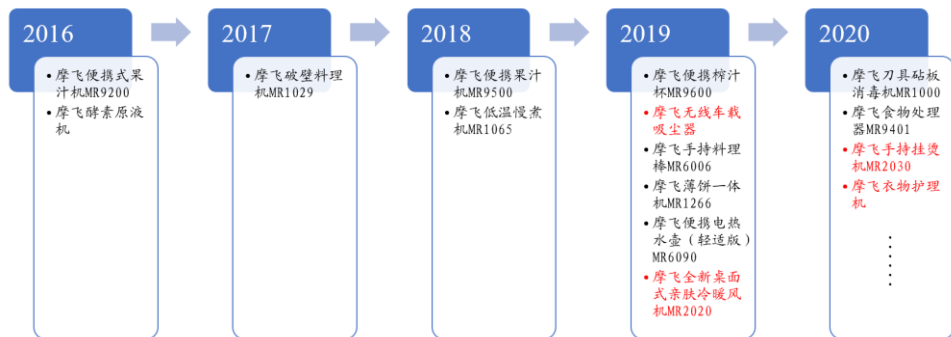 2016
• 摩飞便携式果
汁机MR9200
• 摩飞酵素原液
机
2017
• 摩飞破壁料理
机MR1029
2018
• 摩飞便携果汁
机MR9500
• 摩飞低温慢煮
机MR1065
2019
• 摩飞便携榨汁
杯MR9600
• 摩飞无线车载
吸尘器
• 摩飞手持料理
棒MR6006
• 摩飞薄饼一体
机MR1266
• 摩飞便携电热
水壶（轻适版）
MR6090
• 摩飞全新桌面
式亲肤冷暖风
机MR2020
2020
• 摩飞刀具砧板
消毒机MR1000
• 摩飞食物处理
器MR9401
• 摩飞手持挂烫
机MR2030
• 摩飞衣物护理
机
······